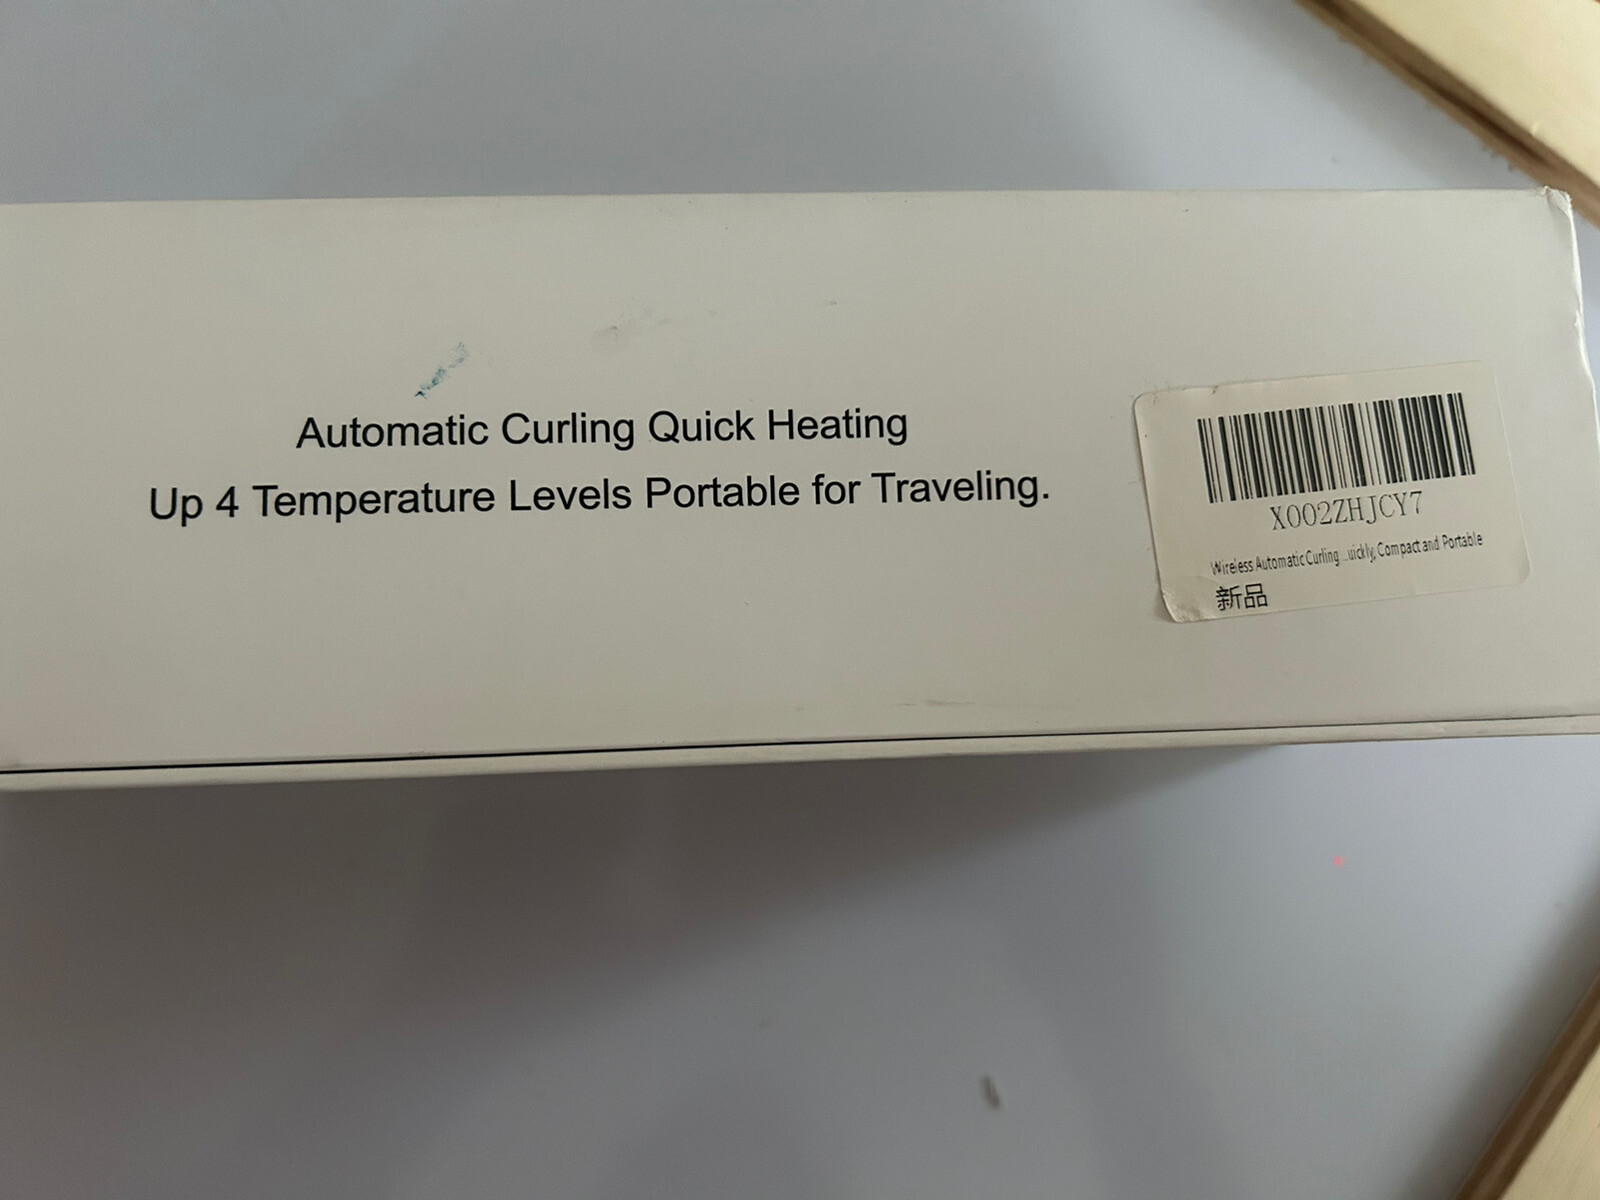 Automatic Curling Quick Heating
Up 4 Temperature Levels Portable for Traveling.
X002ZHJCY7
Wireless Automatic Curling ...uickly, Compact and Portable
新品